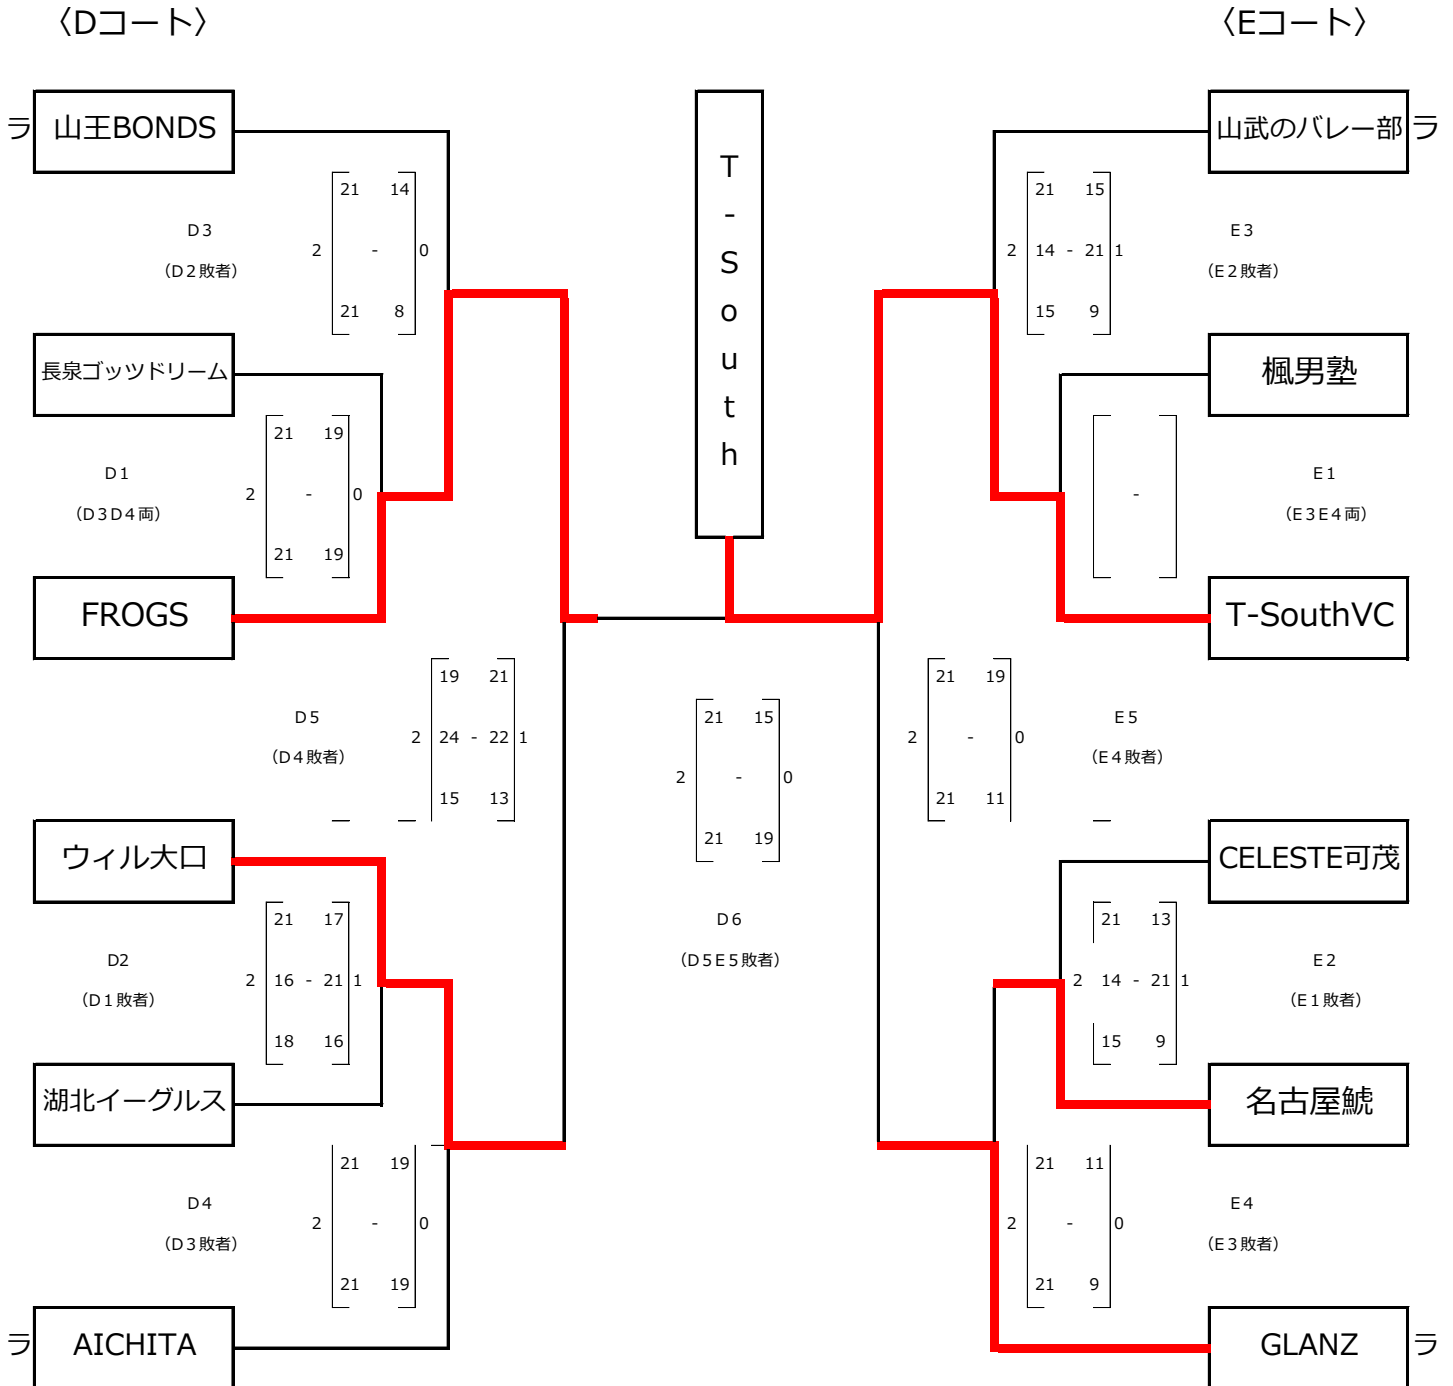 〈Dコート〉
〈Eコート〉
ラ 山王BONDS
山武のバレー部 ラ
T-South
21 14
D3 2 - 0
(D2敗者)
21 8
21 15
2 14 - 21 1 E3
(E2敗者)
15 9
長泉ゴッツドリーム
楓男塾
21 19
D1 2 - 0
(D3D4両)
21 19
- E1
(E3E4両)
FROGS
T-SouthVC
19 21
D5 2 24 - 22 1
(D4敗者)
15 13
21 15
2 - 0
21 19
D6
(D5E5敗者)
21 19
2 - 0 E5
(E4敗者)
21 11
ウィル大口
CELESTE可茂
21 17
D2 2 16 - 21 1
(D1敗者)
18 16
21 13
2 14 - 21 1 E2
(E1敗者)
15 9
湖北イーグルス
名古屋鯱
21 19
D4 2 - 0
(D3敗者)
21 19
21 11
2 - 0 E4
(E3敗者)
21 9
ラ AICHITA
GLANZ ラ